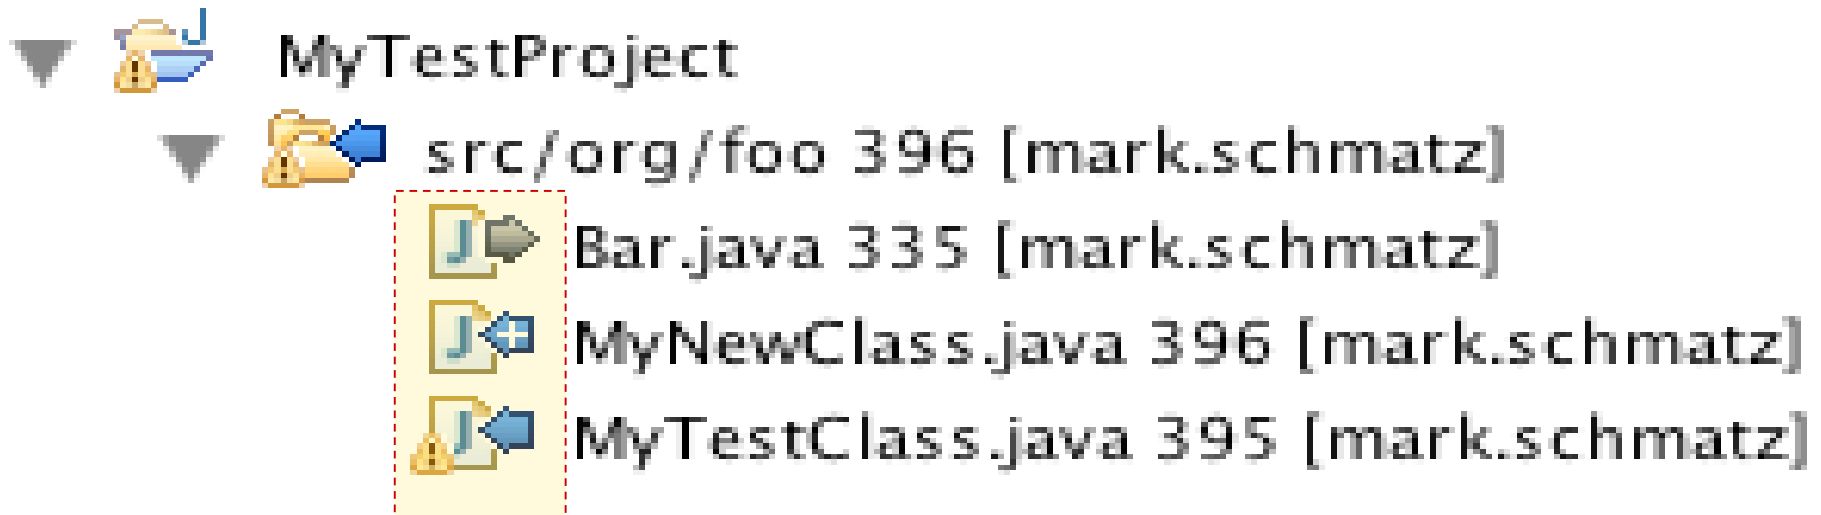 MyTestProject
src/org/foo 396 [mark.schmatz]
Bar.java 335 [mark.schmatz]
MyNewClass.java 396 [mark.schmatz]
MyTestClass.java 395 [mark.schmatz]